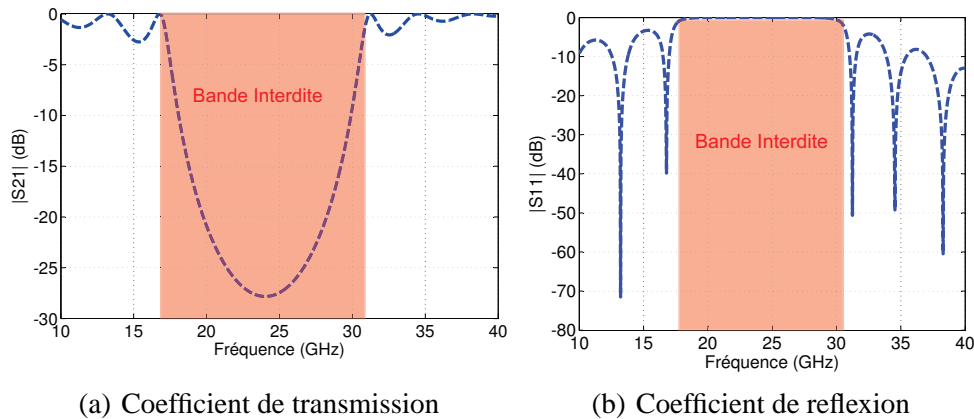 0
−5
−10
−15
−20
−25
−30
|S21| (dB)
Bande Interdite
10 15 20 25 30 35 40
Fréquence (GHz)
(a) Coefficient de transmission
0
-10
-20
-30
-40
-50
-60
-70
-80
|S11| (dB)
Bande Interdite
10 15 20 25 30 35 40
Fréquence (GHz)
(b) Coefficient de reflexion